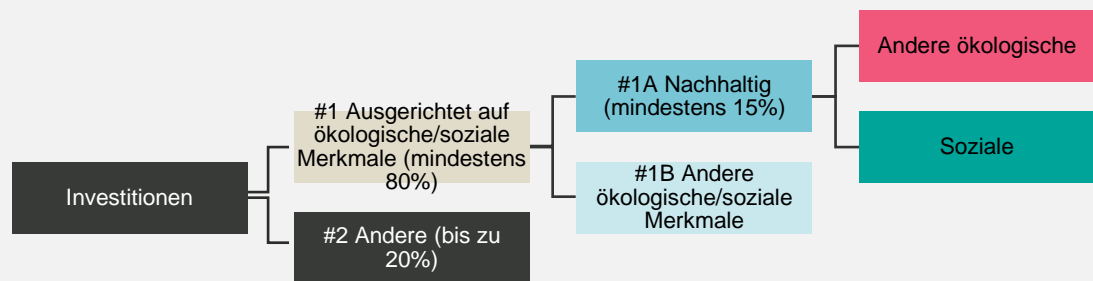 Investitionen
#1 Ausgerichtet auf
ökologische/soziale
Merkmale (mindestens
80%)
#2 Andere (bis zu
20%)
#1A Nachhaltig
(mindestens 15%)
#1B Andere
ökologische/soziale
Merkmale
Andere ökologische
Soziale